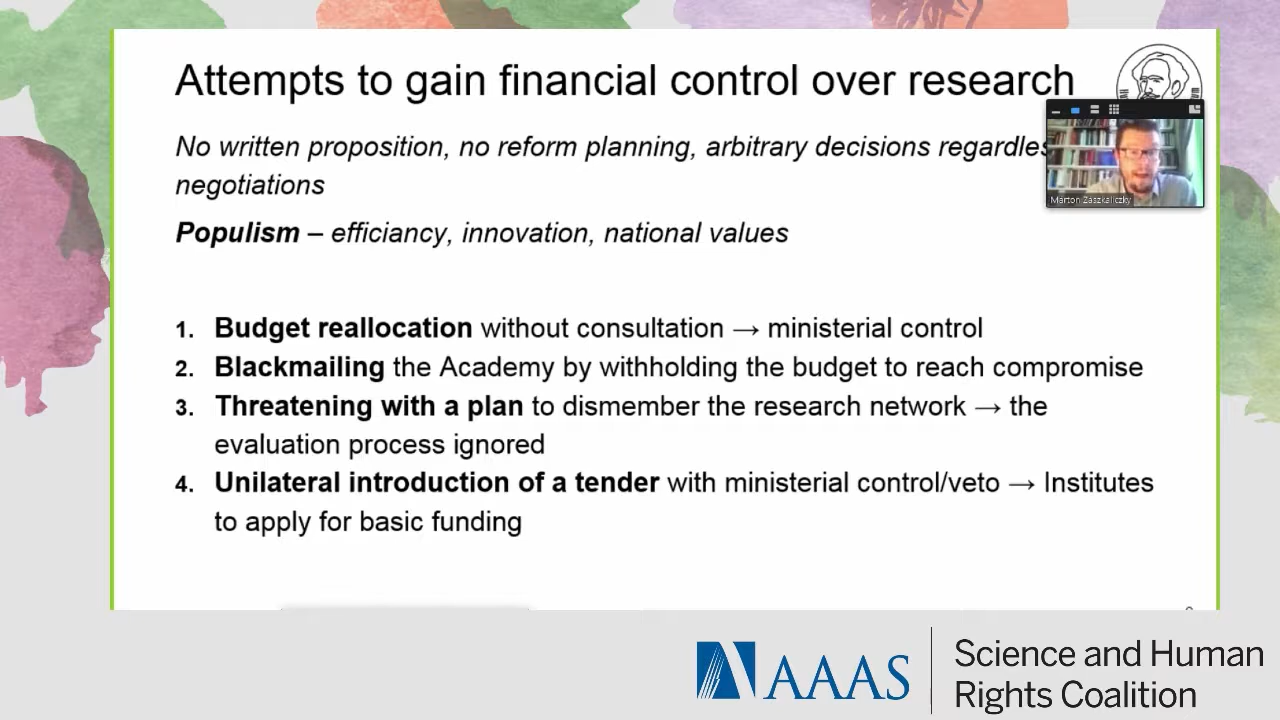 Attempts to gain financial control over research
No written proposition, no reform planning, arbitrary decisions regardles
negotiations
Populism – efficiancy, innovation, national values
Marton Zaszkaliczky
1. Budget reallocation without consultation → ministerial control
2. Blackmailing the Academy by withholding the budget to reach compromise
3. Threatening with a plan to dismember the research network → the
evaluation process ignored
4. Unilateral introduction of a tender with ministerial control/veto → Institutes
to apply for basic funding
AAAS
Science and Human
Rights Coalition